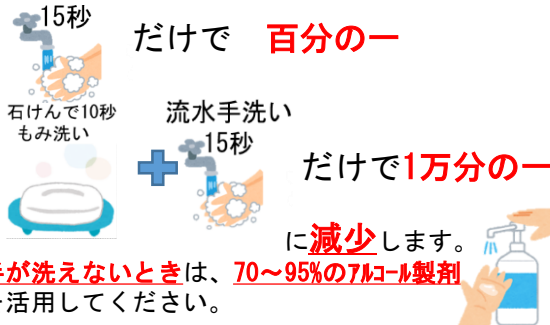 15秒
だけで 百分の一
石けんで10秒
もみ洗い
流水手洗い
15秒
だけで1万分の一
に減少します。
が洗えないときは、70～95%のｱﾙｺｰﾙ製剤
活用してください。